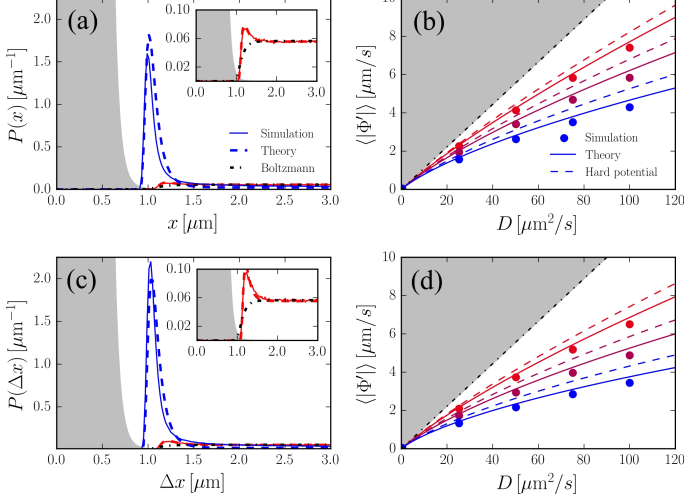 (a)
P(x) [μm⁻¹]
2.0
1.5
1.0
0.5
0.0
0.10
0.06
0.02
0.0 1.0 2.0 3.0
Simulation
Theory
Boltzmann
0.0 0.5 1.0 1.5 2.0 2.5 3.0
x [μm]
(b)
⟨|Φ′|⟩ [μm/s]
10
8
6
4
2
0
Simulation
Theory
Hard potential
0 20 40 60 80 100 120
D [μm²/s]
(c)
P(Δx) [μm⁻¹]
2.0
1.5
1.0
0.5
0.10
0.06
0.02
0.0 1.0 2.0 3.0
0.0 0.5 1.0 1.5 2.0 2.5 3.0
Δx [μm]
(d)
⟨|Φ′|⟩ [μm/s]
10
8
6
4
2
0
0 20 40 60 80 100 120
D [μm²/s]